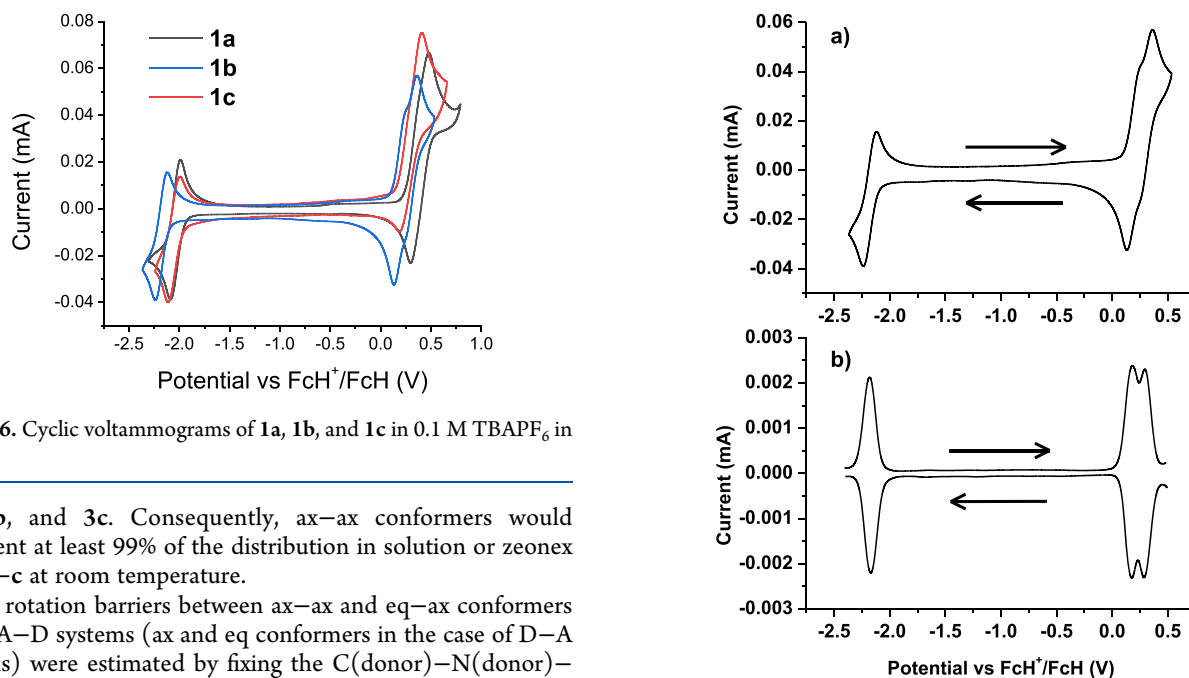 0.08
0.06
0.04
0.02
0.00
-0.02
-0.04
Current (mA)
1a
1b
1c
-2.5 -2.0 -1.5 -1.0 -0.5 0.0 0.5 1.0
Potential vs FcH⁺/FcH (V)
6. Cyclic voltammograms of 1a, 1b, and 1c in 0.1 M TBAPF₆ in
and 3c. Consequently, ax−ax conformers would
ent at least 99% of the distribution in solution or zeonex
−c at room temperature.
rotation barriers between ax−ax and eq−ax conformers
A−D systems (ax and eq conformers in the case of D−A
ns) were estimated by fixing the C(donor)−N(donor)−
a)
0.06
0.04
0.02
0.00
-0.02
-0.04
Current (mA)
-2.5 -2.0 -1.5 -1.0 -0.5 0.0 0.5
b)
0.003
0.002
0.001
0.000
-0.001
-0.002
-0.003
Current (mA)
-2.5 -2.0 -1.5 -1.0 -0.5 0.0 0.5
Potential vs FcH⁺/FcH (V)